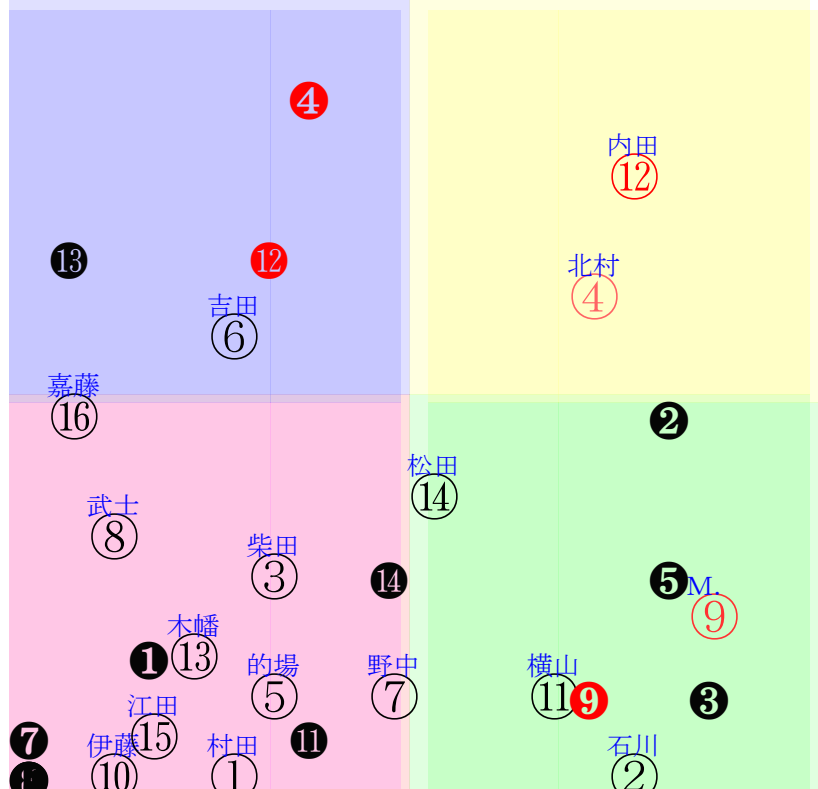 ❹
内田
⑫
⓭
⓬
北村
④
吉田
⑥
嘉藤
⑯
❷
松田
⑭
武士
⑧
柴田
③
⓮
❺
M.
⑨
木幡
⑬
❶
的場
⑤
野中
⑦
横山
⑪
❾
❸
江田
⑮
❼
伊藤
⑩
村田
①
⓫
石川
②